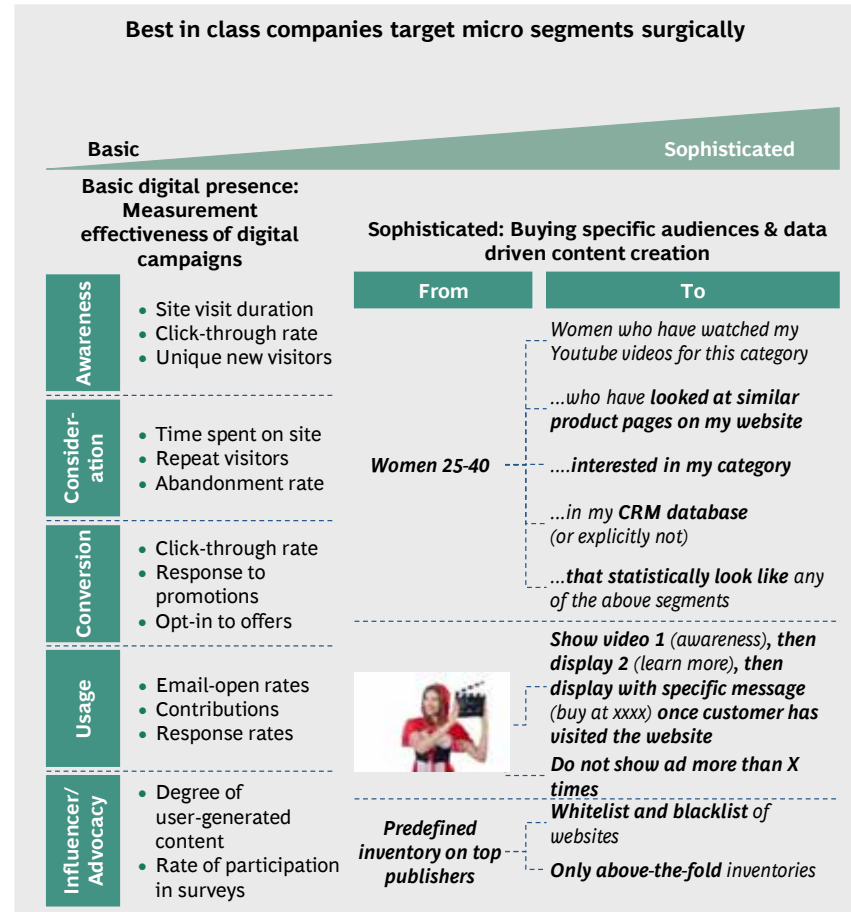 Best in class companies target micro segments surgically
Basic
Sophisticated
Basic digital presence:
Measurement
effectiveness of digital
campaigns
Sophisticated: Buying specific audiences & data
driven content creation
From
To
Awareness
• Site visit duration
• Click-through rate
• Unique new visitors
Consider-
ation
• Time spent on site
• Repeat visitors
• Abandonment rate
Conversion
• Click-through rate
• Response to
promotions
• Opt-in to offers
Usage
• Email-open rates
• Contributions
• Response rates
Influencer/
Advocacy
• Degree of
user-generated
content
• Rate of participation
in surveys
Women 25-40
Women who have watched my
Youtube videos for this category
...who have looked at similar
product pages on my website
....interested in my category
...in my CRM database
(or explicitly not)
...that statistically look like any
of the above segments
Show video 1 (awareness), then
display 2 (learn more), then
display with specific message
(buy at xxxx) once customer has
visited the website
Do not show ad more than X
times
Predefined
inventory on top
publishers
Whitelist and blacklist of
websites
Only above-the-fold inventories